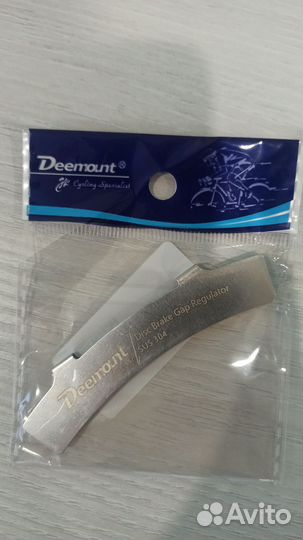 Deemount®
Cycling Specialist
Deemount
Disc Brake Gap Regulator
SUS 304
Avito